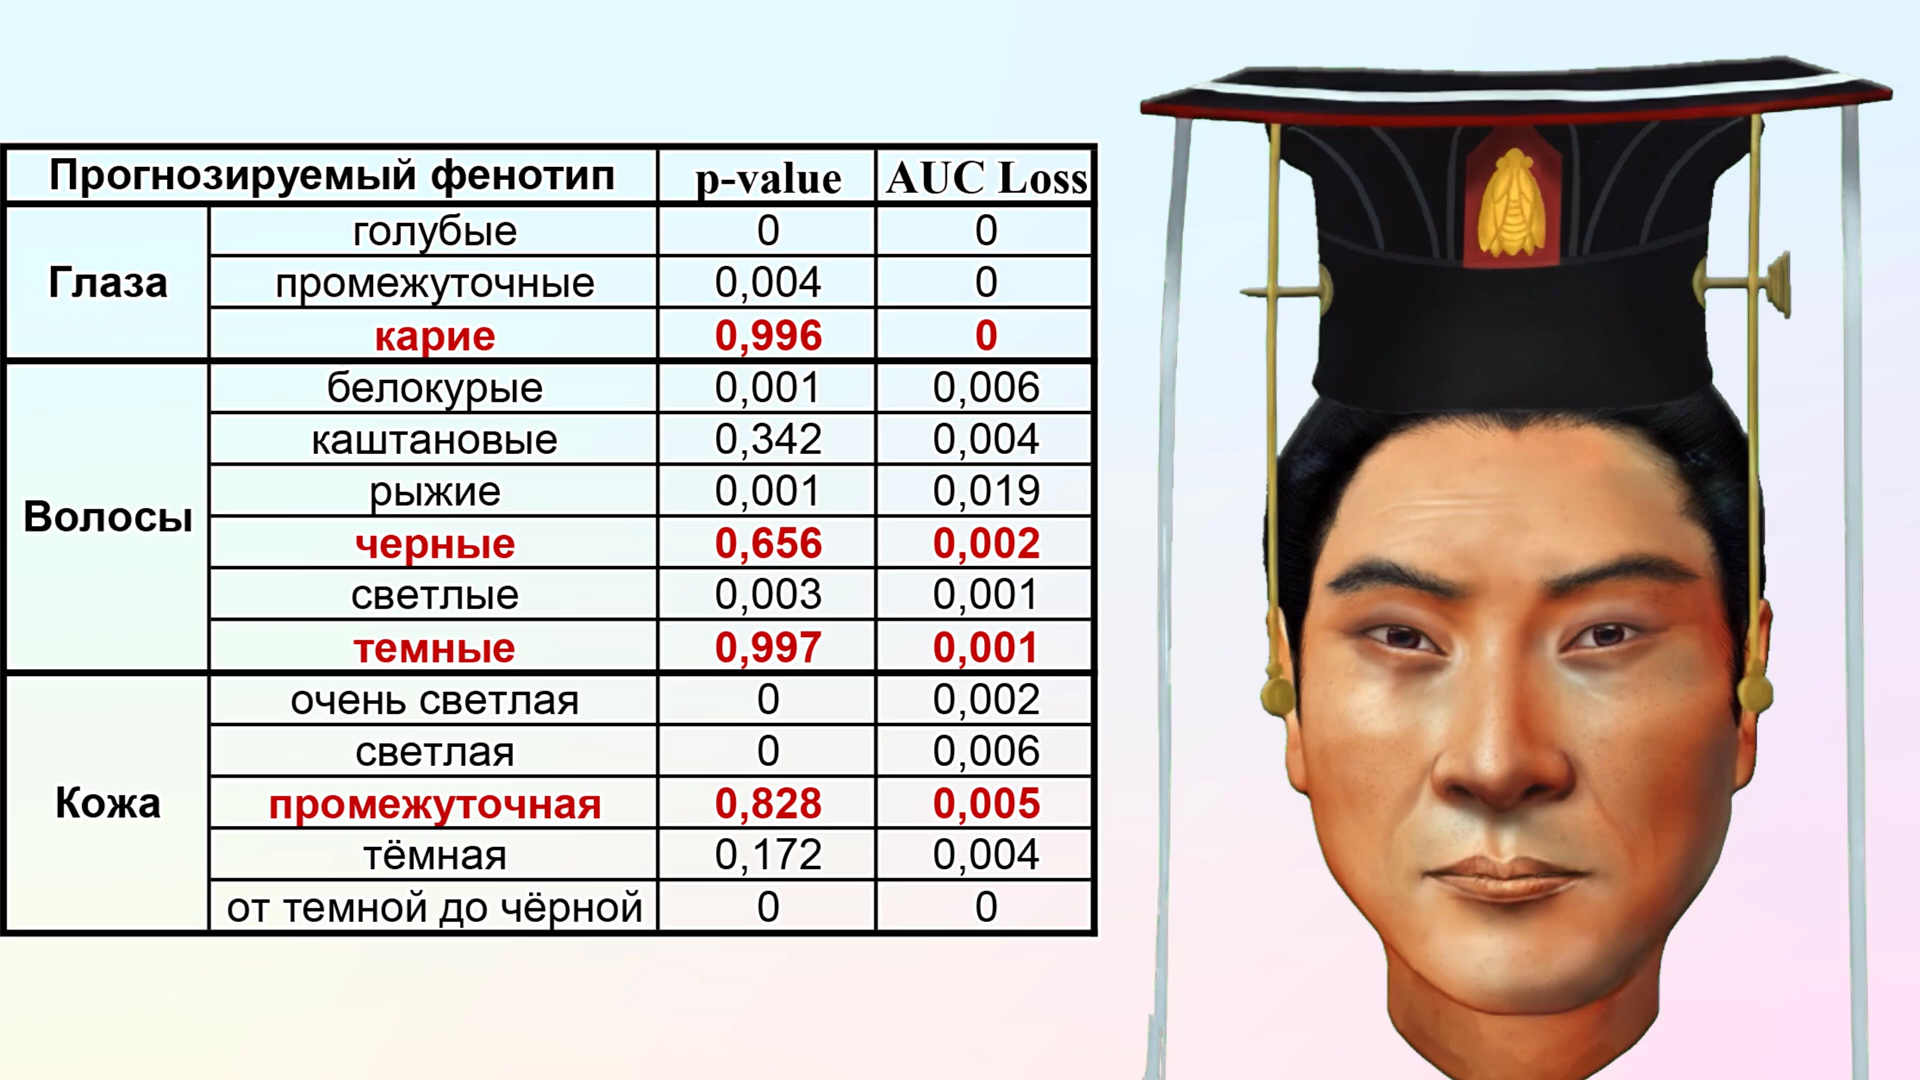 Прогнозируемый фенотип p-value AUC Loss
Глаза
голубые 0 0
промежуточные 0,004 0
карие 0,996 0
Волосы
белокурые 0,001 0,006
каштановые 0,342 0,004
рыжие 0,001 0,019
черные 0,656 0,002
светлые 0,003 0,001
темные 0,997 0,001
Кожа
очень светлая 0 0,002
светлая 0 0,006
промежуточная 0,828 0,005
тёмная 0,172 0,004
от темной до чёрной 0 0